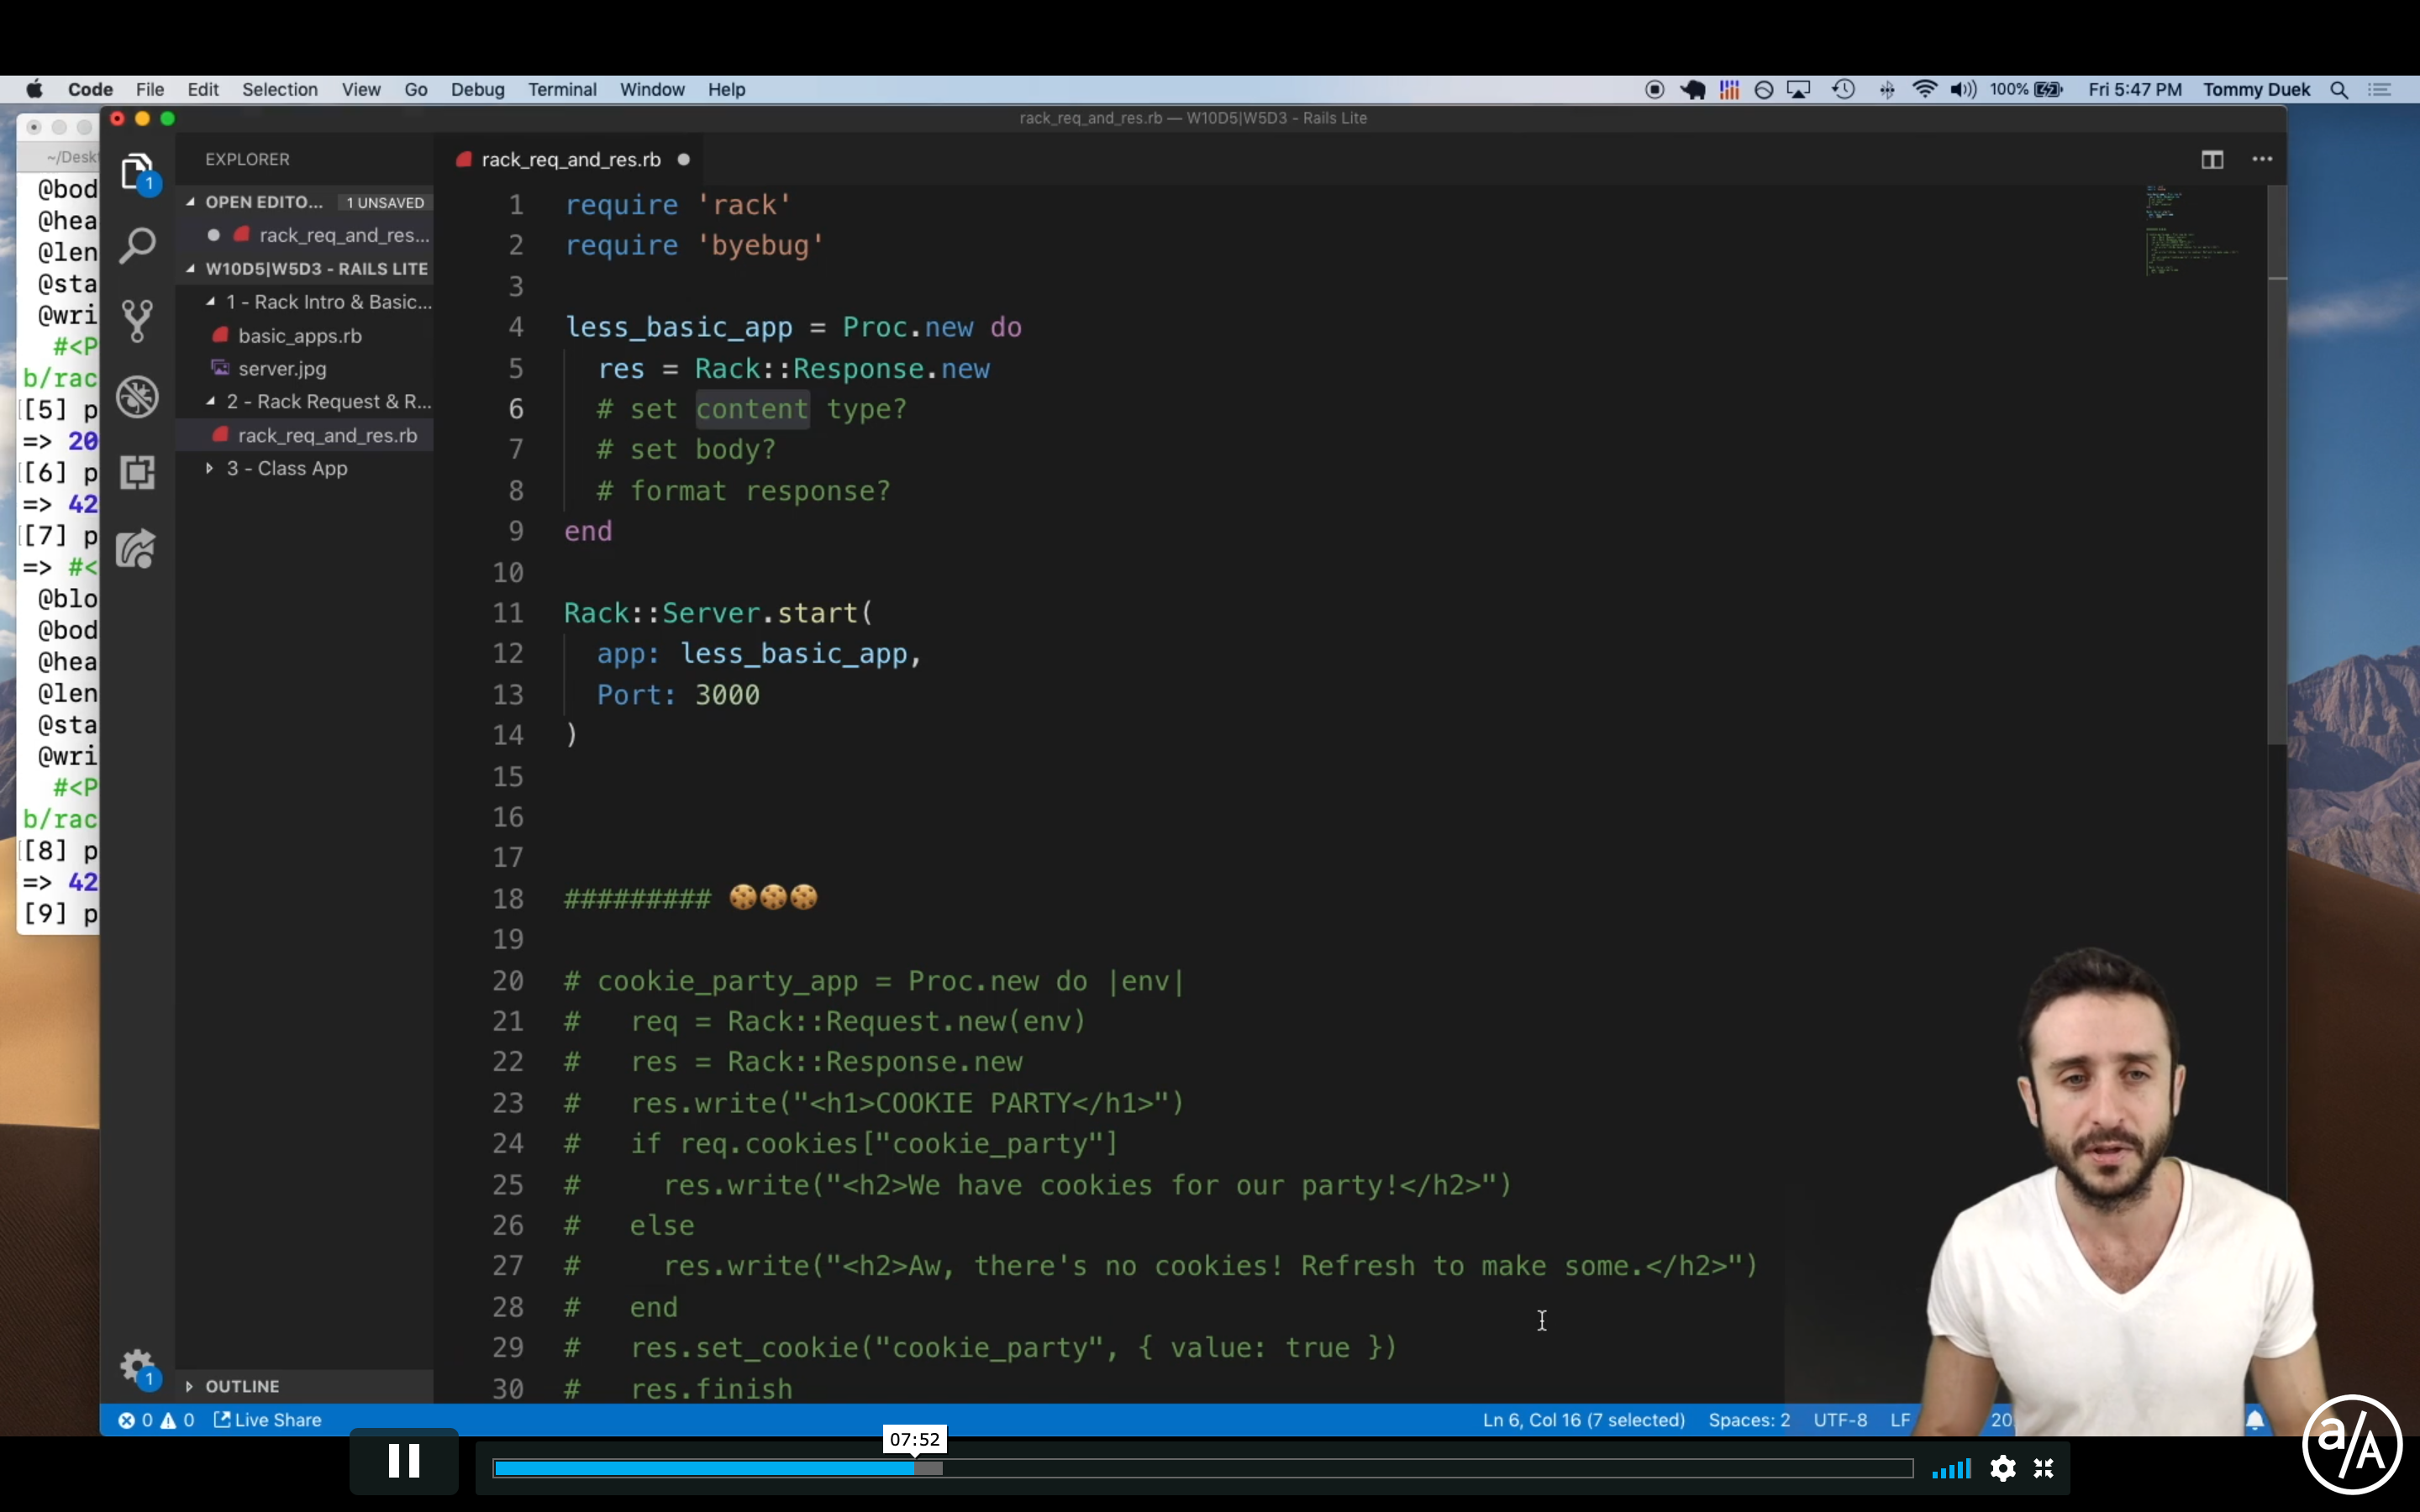 Code File Edit Selection View Go Debug Terminal Window Help
100% Fri 5:47 PM Tommy Duek
rack_req_and_res.rb — W10D5|W5D3 - Rails Lite
~/Desk
@bod
@hea
@len
@sta
@wri
#<P
b/rac
[5] p
=> 20
[6] p
=> 42
[7] p
=> #<
@blo
@bod
@hea
@len
@sta
@wri
#<P
b/rac
[8] p
=> 42
[9] p
1
1
EXPLORER
OPEN EDITO... 1 UNSAVED
rack_req_and_res...
W10D5|W5D3 - RAILS LITE
1 - Rack Intro & Basic...
basic_apps.rb
server.jpg
2 - Rack Request & R...
rack_req_and_res.rb
3 - Class App
OUTLINE
rack_req_and_res.rb
1 require 'rack'
2 require 'byebug'
3
4 less_basic_app = Proc.new do
5 res = Rack::Response.new
6 # set content type?
7 # set body?
8 # format response?
9 end
10
11 Rack::Server.start(
12 app: less_basic_app,
13 Port: 3000
14 )
15
16
17
18 ######### 🍪🍪🍪
19
20 # cookie_party_app = Proc.new do |env|
21 # req = Rack::Request.new(env)
22 # res = Rack::Response.new
23 # res.write("<h1>COOKIE PARTY</h1>")
24 # if req.cookies["cookie_party"]
25 # res.write("<h2>We have cookies for our party!</h2>")
26 # else
27 # res.write("<h2>Aw, there's no cookies! Refresh to make some.</h2>")
28 # end
29 # res.set_cookie("cookie_party", { value: true })
30 # res.finish
0 0 Live Share
Ln 6, Col 16 (7 selected) Spaces: 2 UTF-8 LF 20
07:52
a/A